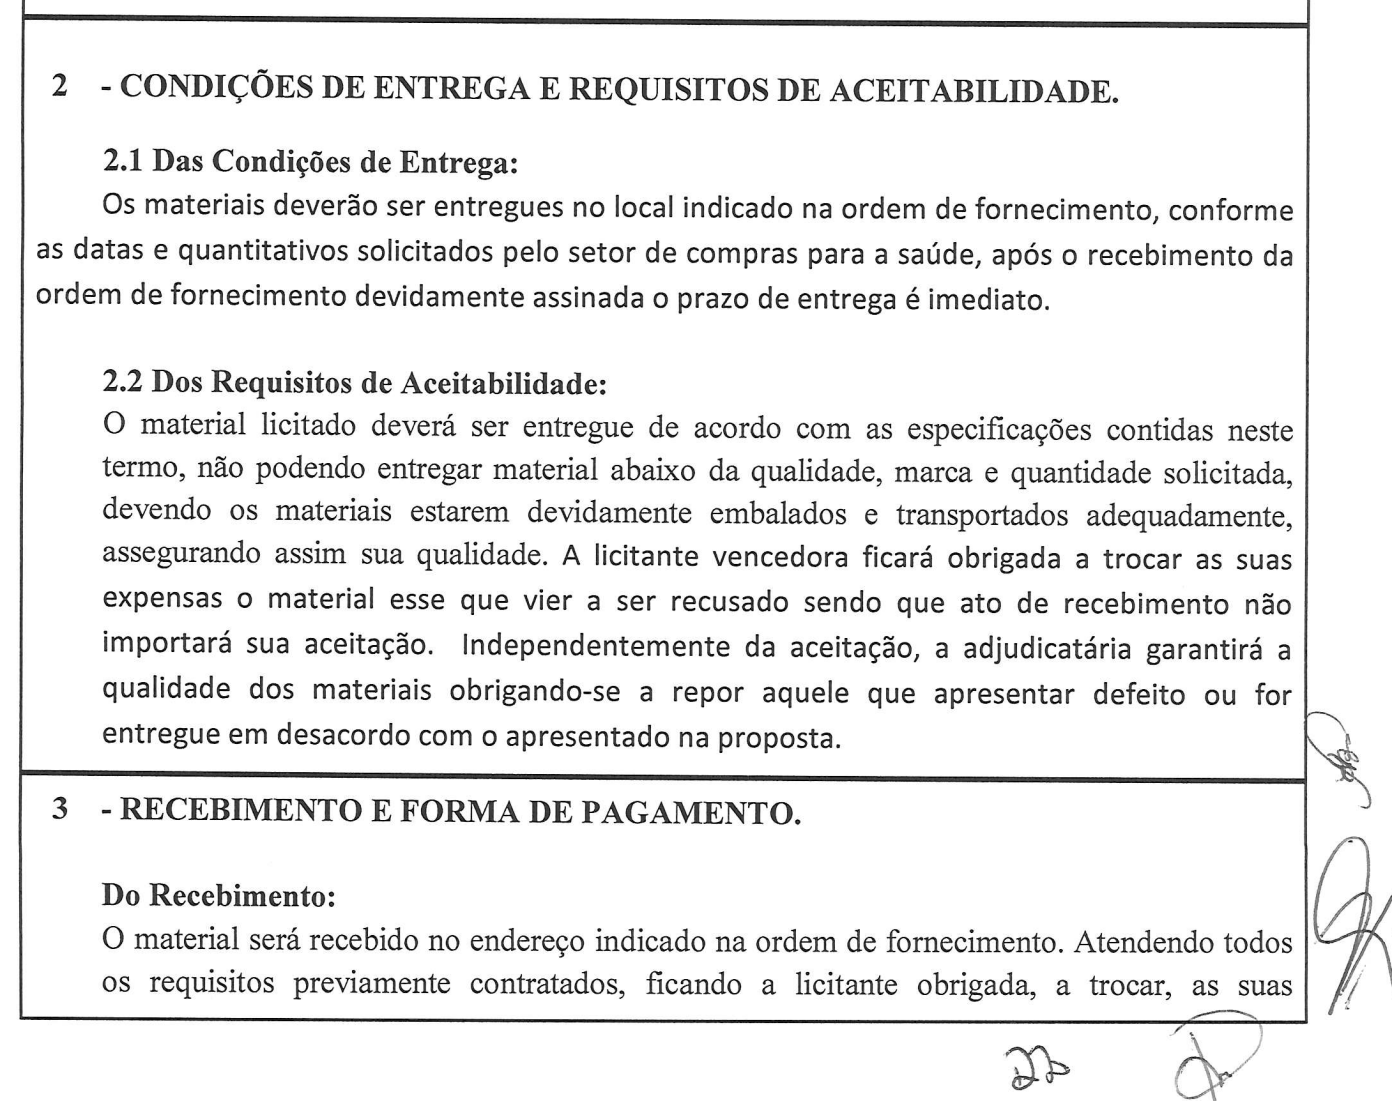 2 - CONDIÇÕES DE ENTREGA E REQUISITOS DE ACEITABILIDADE.
2.1 Das Condições de Entrega:
Os materiais deverão ser entregues no local indicado na ordem de fornecimento, conforme
as datas e quantitativos solicitados pelo setor de compras para a saúde, após o recebimento da
ordem de fornecimento devidamente assinada o prazo de entrega é imediato.
2.2 Dos Requisitos de Aceitabilidade:
O material licitado deverá ser entregue de acordo com as especificações contidas neste
termo, não podendo entregar material abaixo da qualidade, marca e quantidade solicitada,
devendo os materiais estarem devidamente embalados e transportados adequadamente,
assegurando assim sua qualidade. A licitante vencedora ficará obrigada a trocar as suas
expensas o material esse que vier a ser recusado sendo que ato de recebimento não
importará sua aceitação. Independentemente da aceitação, a adjudicatária garantirá a
qualidade dos materiais obrigando-se a repor aquele que apresentar defeito ou for
entregue em desacordo com o apresentado na proposta.
3 - RECEBIMENTO E FORMA DE PAGAMENTO.
Do Recebimento:
O material será recebido no endereço indicado na ordem de fornecimento. Atendendo todos
os requisitos previamente contratados, ficando a licitante obrigada, a trocar, as suas